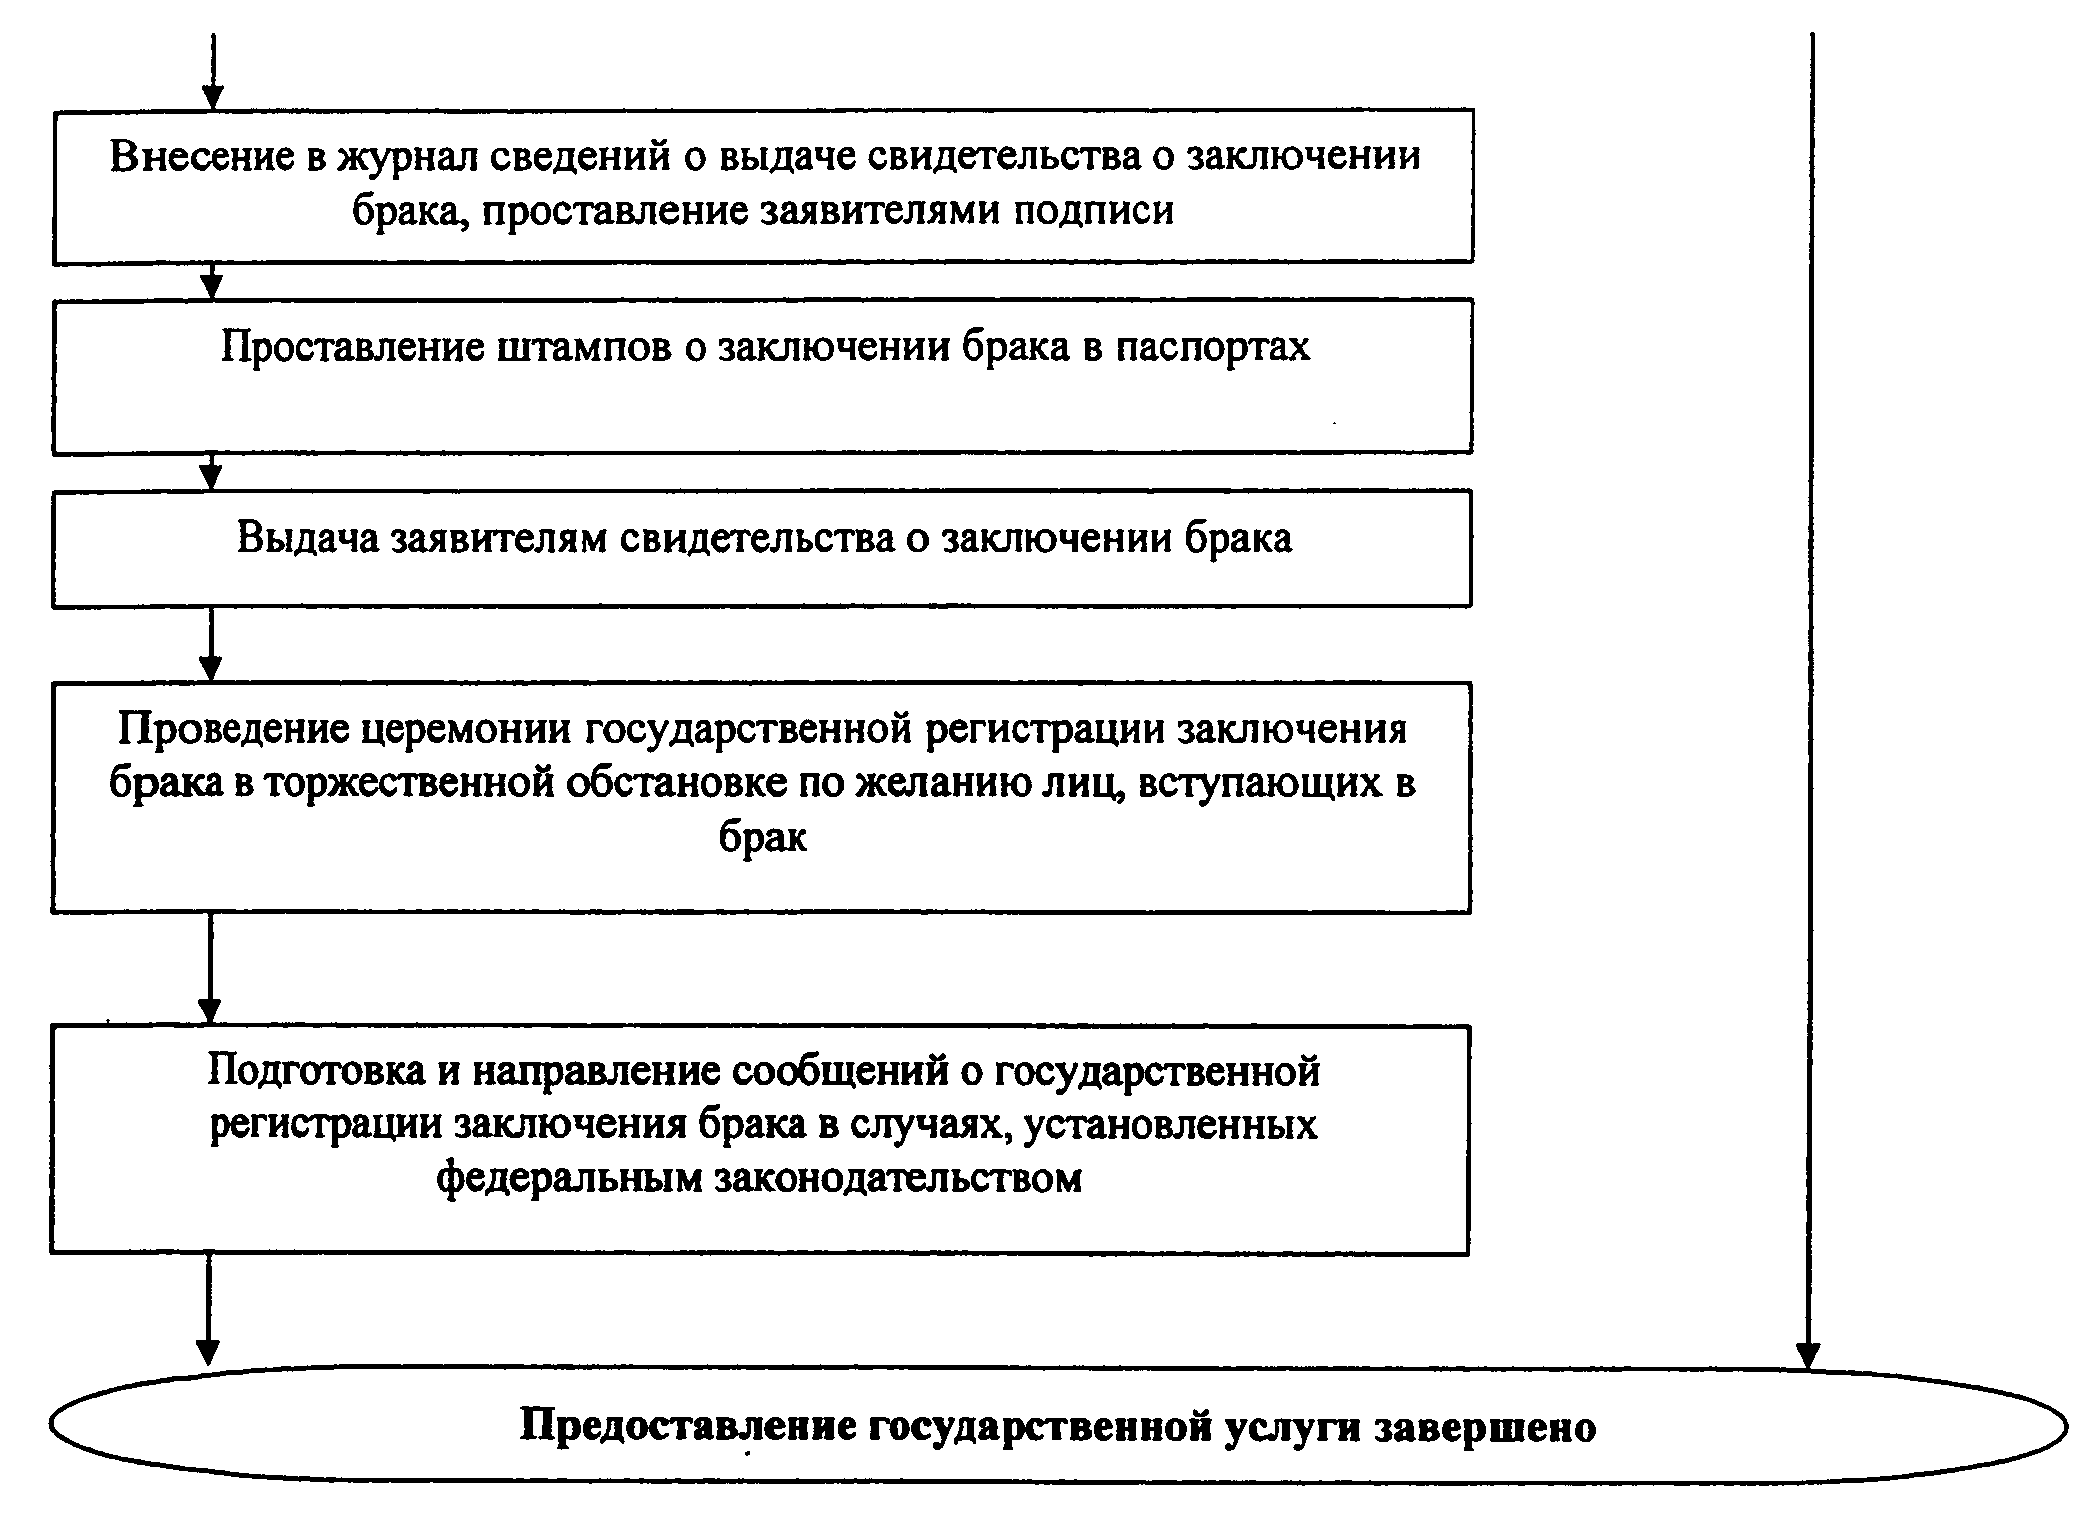 Внесение в журнал сведений о выдаче свидетельства о заключении
брака, проставление заявителями подписи
Проставление штампов о заключении брака в паспортах
Выдача заявителям свидетельства о заключении брака
Проведение церемонии государственной регистрации заключения
брака в торжественной обстановке по желанию лиц, вступающих в
брак
Подготовка и направление сообщений о государственной
регистрации заключения брака в случаях, установленных
федеральным законодательством
Предоставление государственной услуги завершено